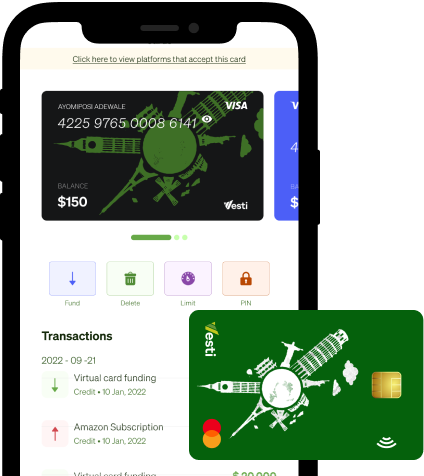 Click here to view platforms that accept this card
AYOMIPOSI ADEWALE
VISA
4225 9765 0008 6141
BALANCE
$150
Vesti
V
4
BA
$
Fund
Delete
Limit
PIN
Transactions
2022 - 09 -21
Virtual card funding
Credit • 10 Jan, 2022
Amazon Subscription
Credit • 10 Jan, 2022
Virtual card funding
Vesti